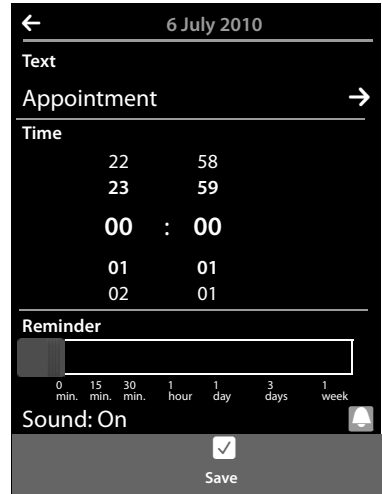 6 July 2010
Text
Appointment
Time
22 58
23 59
00 : 00
01 01
02 01
Reminder
0 min. 15 min. 30 min. 1 hour 1 day 3 days 1 week
Sound: On
Save